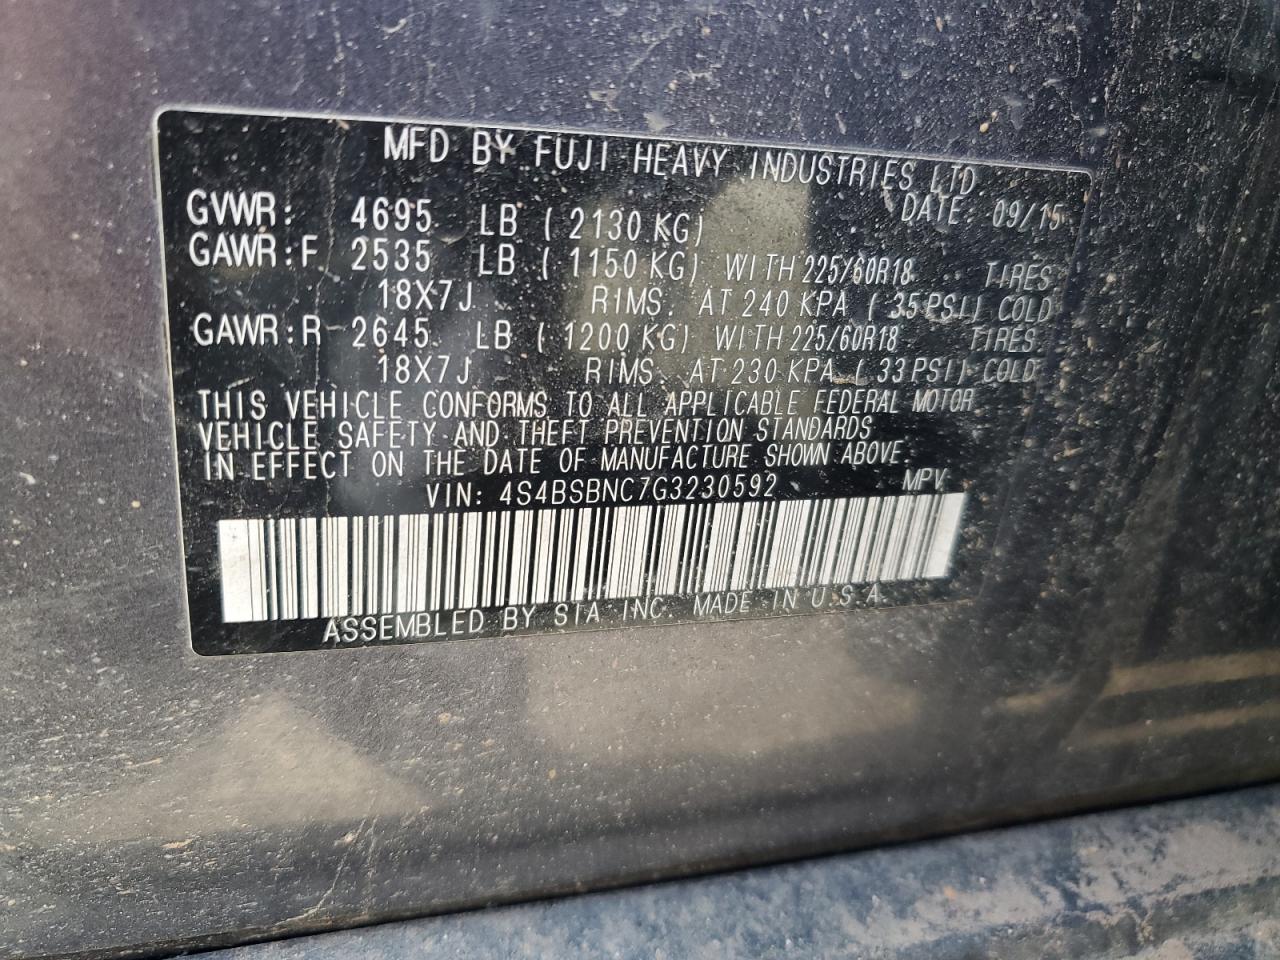 MFD BY FUJI HEAVY INDUSTRIES LTD.
DATE: 09/15
GVWR: 4695 LB (2130 KG)
GAWR:F 2535 LB (1150 KG) WITH 225/60R18 TIRES
18X7J RIMS. AT 240 KPA (35 PSI) COLD
GAWR:R 2645 LB (1200 KG) WITH 225/60R18 TIRES
18X7J RIMS. AT 230 KPA (33 PSI) COLD
THIS VEHICLE CONFORMS TO ALL APPLICABLE FEDERAL MOTOR
VEHICLE SAFETY AND THEFT PREVENTION STANDARDS
IN EFFECT ON THE DATE OF MANUFACTURE SHOWN ABOVE.
VIN: 4S4BSBNC7G3230592 MPV
ASSEMBLED BY SIA INC. MADE IN U.S.A.